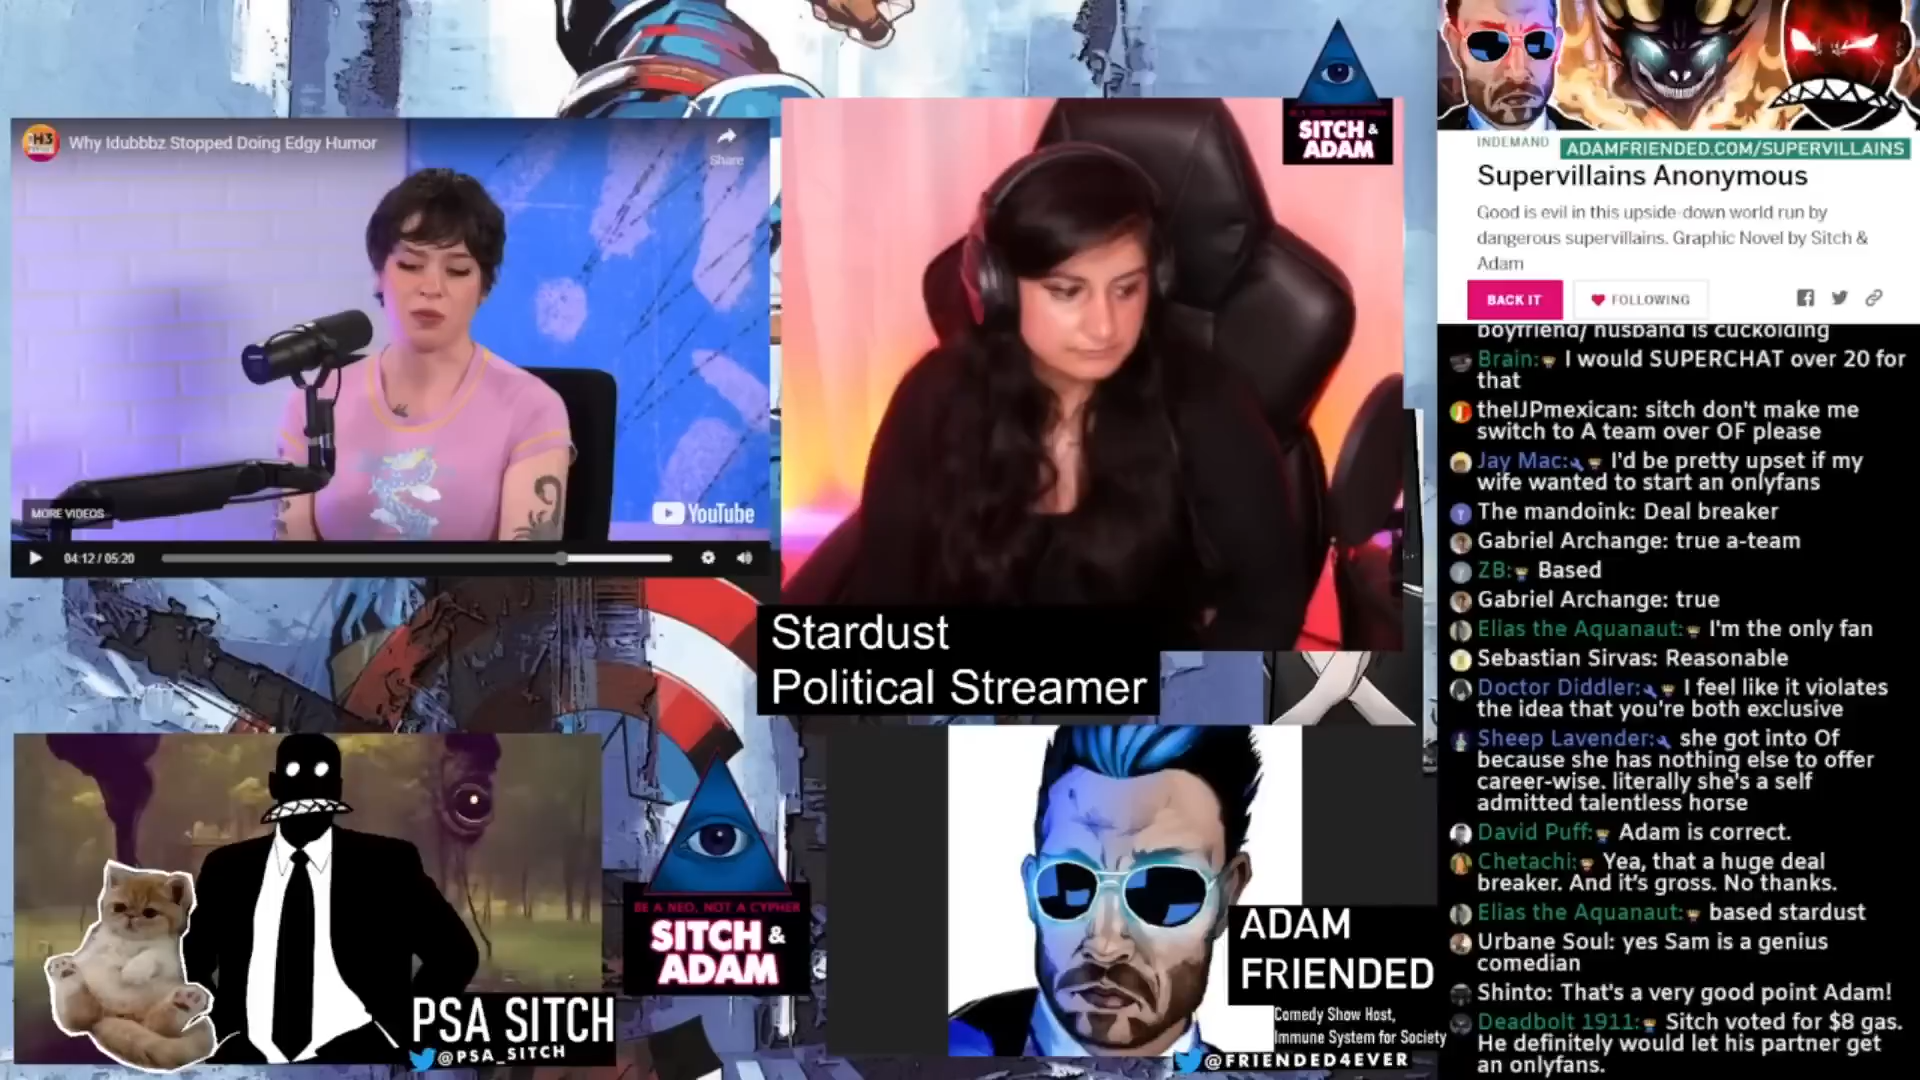 H3
Why Idubbbz Stopped Doing Edgy Humor
Share
MORE VIDEOS
YouTube
04:12 / 05:20
SITCH &
ADAM
Stardust
Political Streamer
PSA SITCH
@PSA_SITCH
BE A NEO, NOT A CYPHER
SITCH &
ADAM
ADAM
FRIENDED
Comedy Show Host,
Immune System for Society
@FRIENDED4EVER
INDEMAND
ADAMFRIENDED.COM/SUPERVILLAINS
Supervillains Anonymous
Good is evil in this upside-down world run by
dangerous supervillains. Graphic Novel by Sitch &
Adam
BACK IT
FOLLOWING
boyfriend/ husband is cuckolding
Brain: I would SUPERCHAT over 20 for
that
theIJPmexican: sitch don't make me
switch to A team over OF please
Jay Mac: I'd be pretty upset if my
wife wanted to start an onlyfans
The mandoink: Deal breaker
Gabriel Archange: true a-team
ZB: Based
Gabriel Archange: true
Elias the Aquanaut: I'm the only fan
Sebastian Sirvas: Reasonable
Doctor Diddler: I feel like it violates
the idea that you're both exclusive
Sheep Lavender: she got into Of
because she has nothing else to offer
career-wise. literally she's a self
admitted talentless horse
David Puff: Adam is correct.
Chetachi: Yea, that a huge deal
breaker. And it's gross. No thanks.
Elias the Aquanaut: based stardust
Urbane Soul: yes Sam is a genius
comedian
Shinto: That's a very good point Adam!
Deadbolt 1911: Sitch voted for $8 gas.
He definitely would let his partner get
an onlyfans.